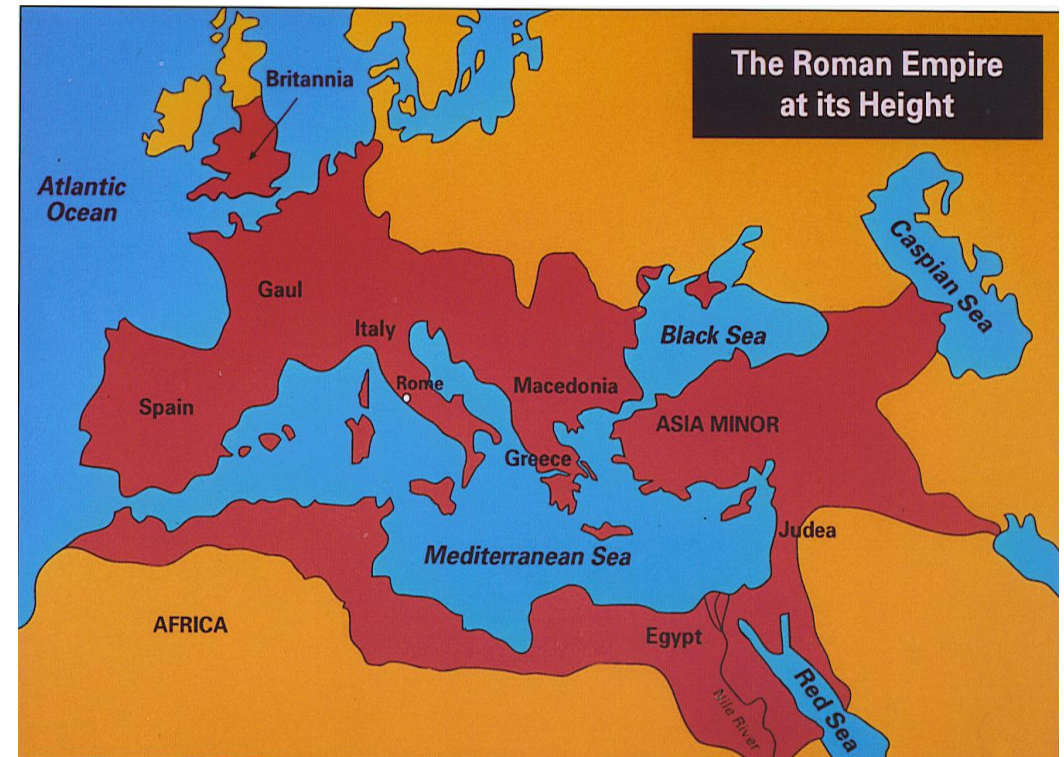 The Roman Empire
at its Height
Britannia
Atlantic
Ocean
Caspian Sea
Gaul
Italy
Black Sea
Rome
Macedonia
Spain
ASIA MINOR
Greece
Judea
Mediterranean Sea
AFRICA
Egypt
Nile River
Red Sea